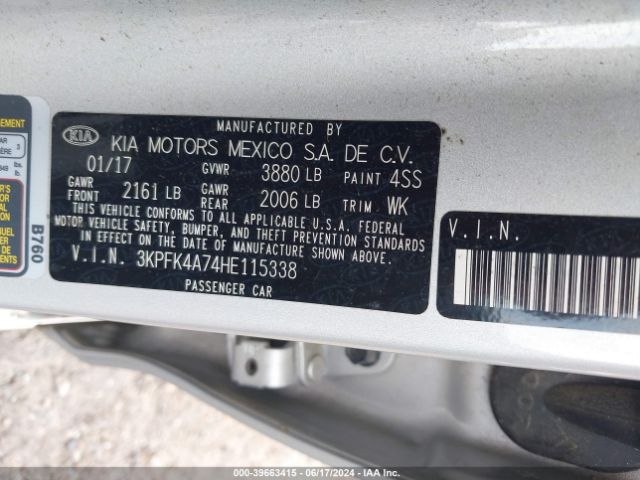 MANUFACTURED BY
KIA KIA MOTORS MEXICO S.A. DE C.V.
01/17 GVWR 3880 LB PAINT 4SS
GAWR FRONT 2161 LB GAWR REAR 2006 LB TRIM WK
THIS VEHICLE CONFORMS TO ALL APPLICABLE U.S.A. FEDERAL
MOTOR VEHICLE SAFETY, BUMPER, AND THEFT PREVENTION STANDARDS
IN EFFECT ON THE DATE OF MANUFACTURE SHOWN ABOVE.
V.I.N. 3KPFK4A74HE115338
PASSENGER CAR
V.I.N.
B760
000-39663415 - 06/17/2024 - IAA Inc.